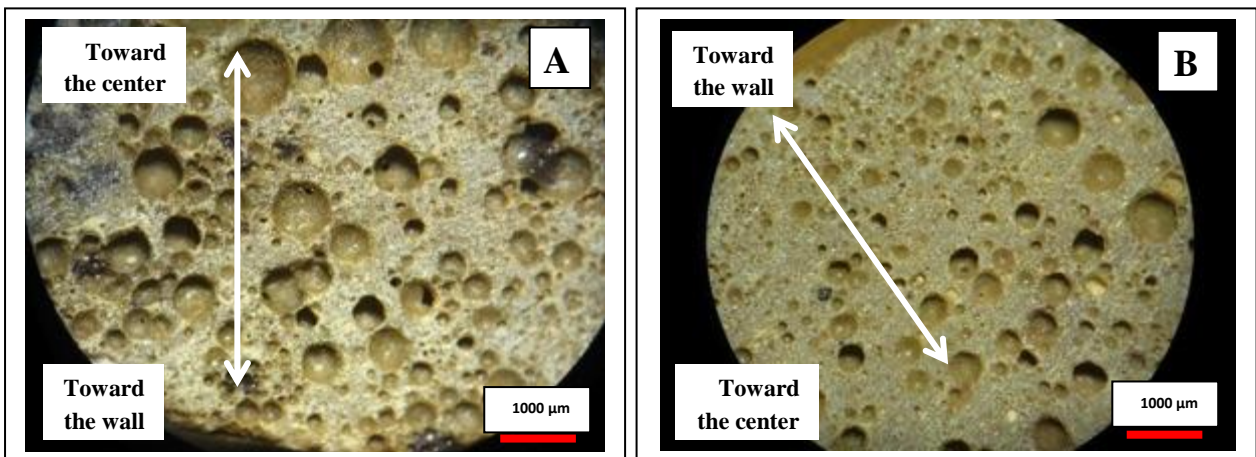 Toward
the center
A
Toward
the wall
1000 µm
Toward
the wall
B
Toward
the center
1000 µm